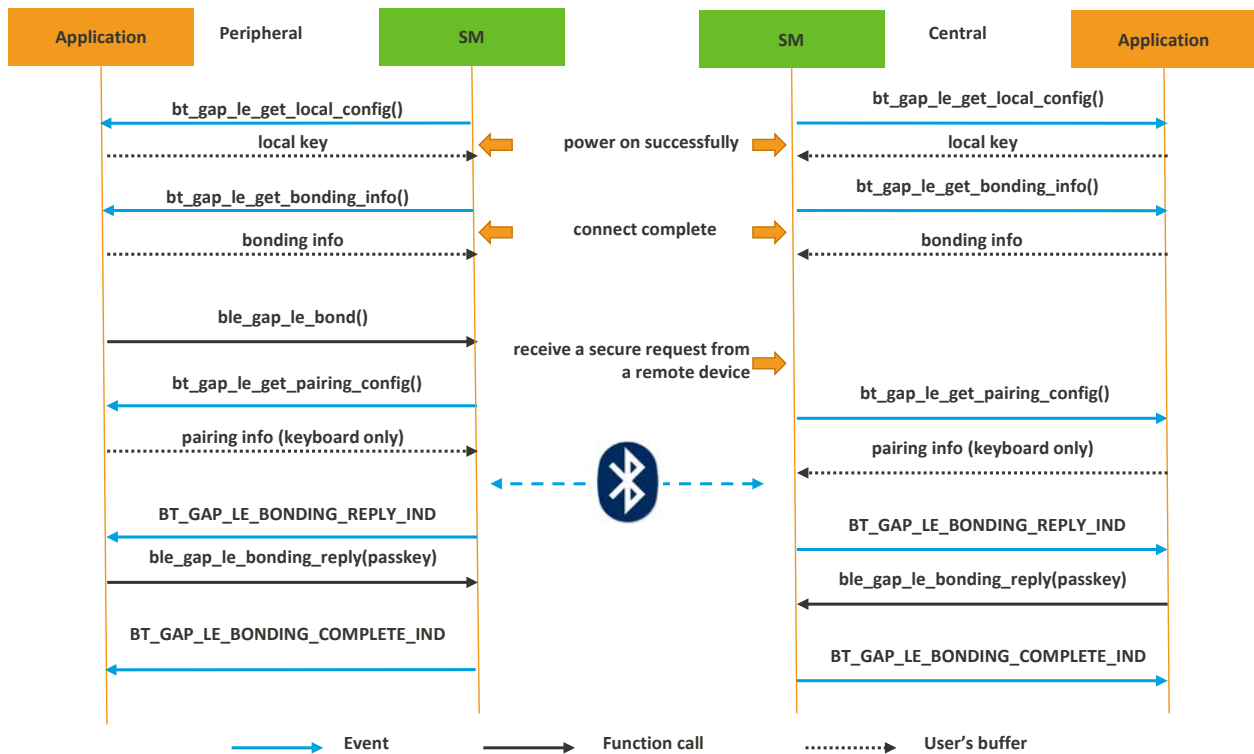 Application
Peripheral
SM
SM
Central
Application
bt_gap_le_get_local_config()
bt_gap_le_get_local_config()
local key
power on successfully
local key
bt_gap_le_get_bonding_info()
bt_gap_le_get_bonding_info()
connect complete
bonding info
bonding info
ble_gap_le_bond()
receive a secure request from
a remote device
bt_gap_le_get_pairing_config()
bt_gap_le_get_pairing_config()
pairing info (keyboard only)
pairing info (keyboard only)
BT_GAP_LE_BONDING_REPLY_IND
BT_GAP_LE_BONDING_REPLY_IND
ble_gap_le_bonding_reply(passkey)
ble_gap_le_bonding_reply(passkey)
BT_GAP_LE_BONDING_COMPLETE_IND
BT_GAP_LE_BONDING_COMPLETE_IND
Event
Function call
User's buffer